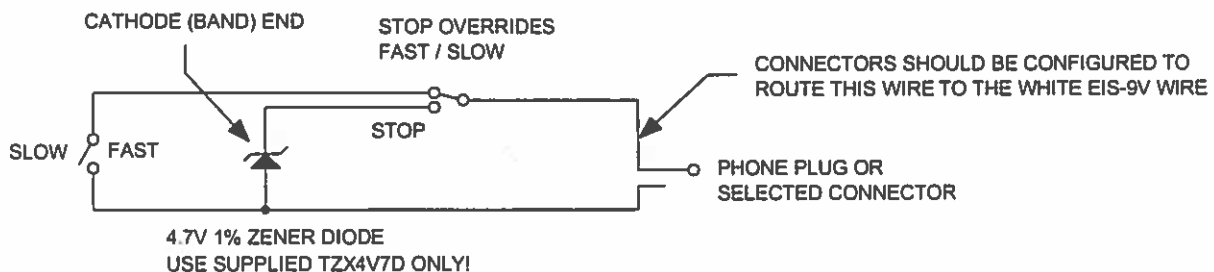 CATHODE (BAND) END
STOP OVERRIDES
FAST / SLOW
CONNECTORS SHOULD BE CONFIGURED TO
ROUTE THIS WIRE TO THE WHITE EIS-9V WIRE
STOP
SLOW
FAST
PHONE PLUG OR
SELECTED CONNECTOR
4.7V 1% ZENER DIODE
USE SUPPLIED TZX4V7D ONLY!